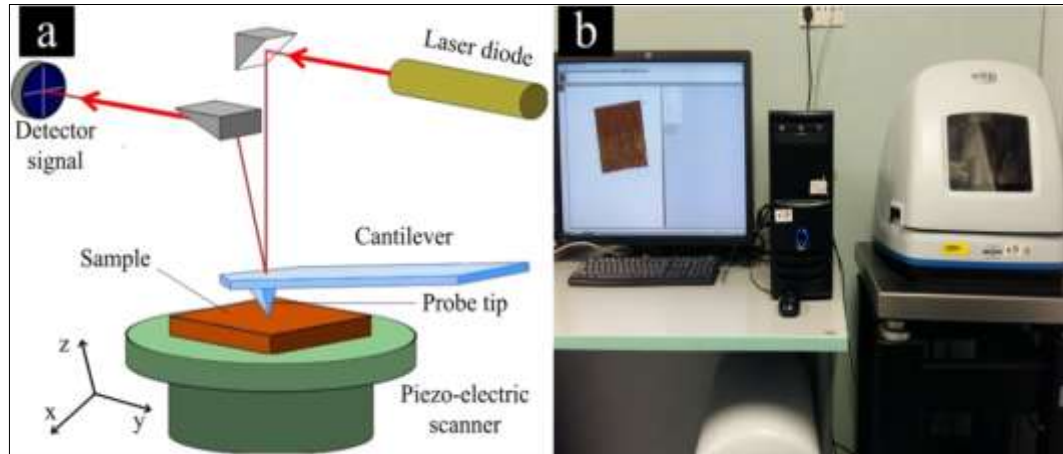 a
Laser diode
Detector
signal
Cantilever
Sample
Probe tip
z
x
y
Piezo-electric
scanner
b